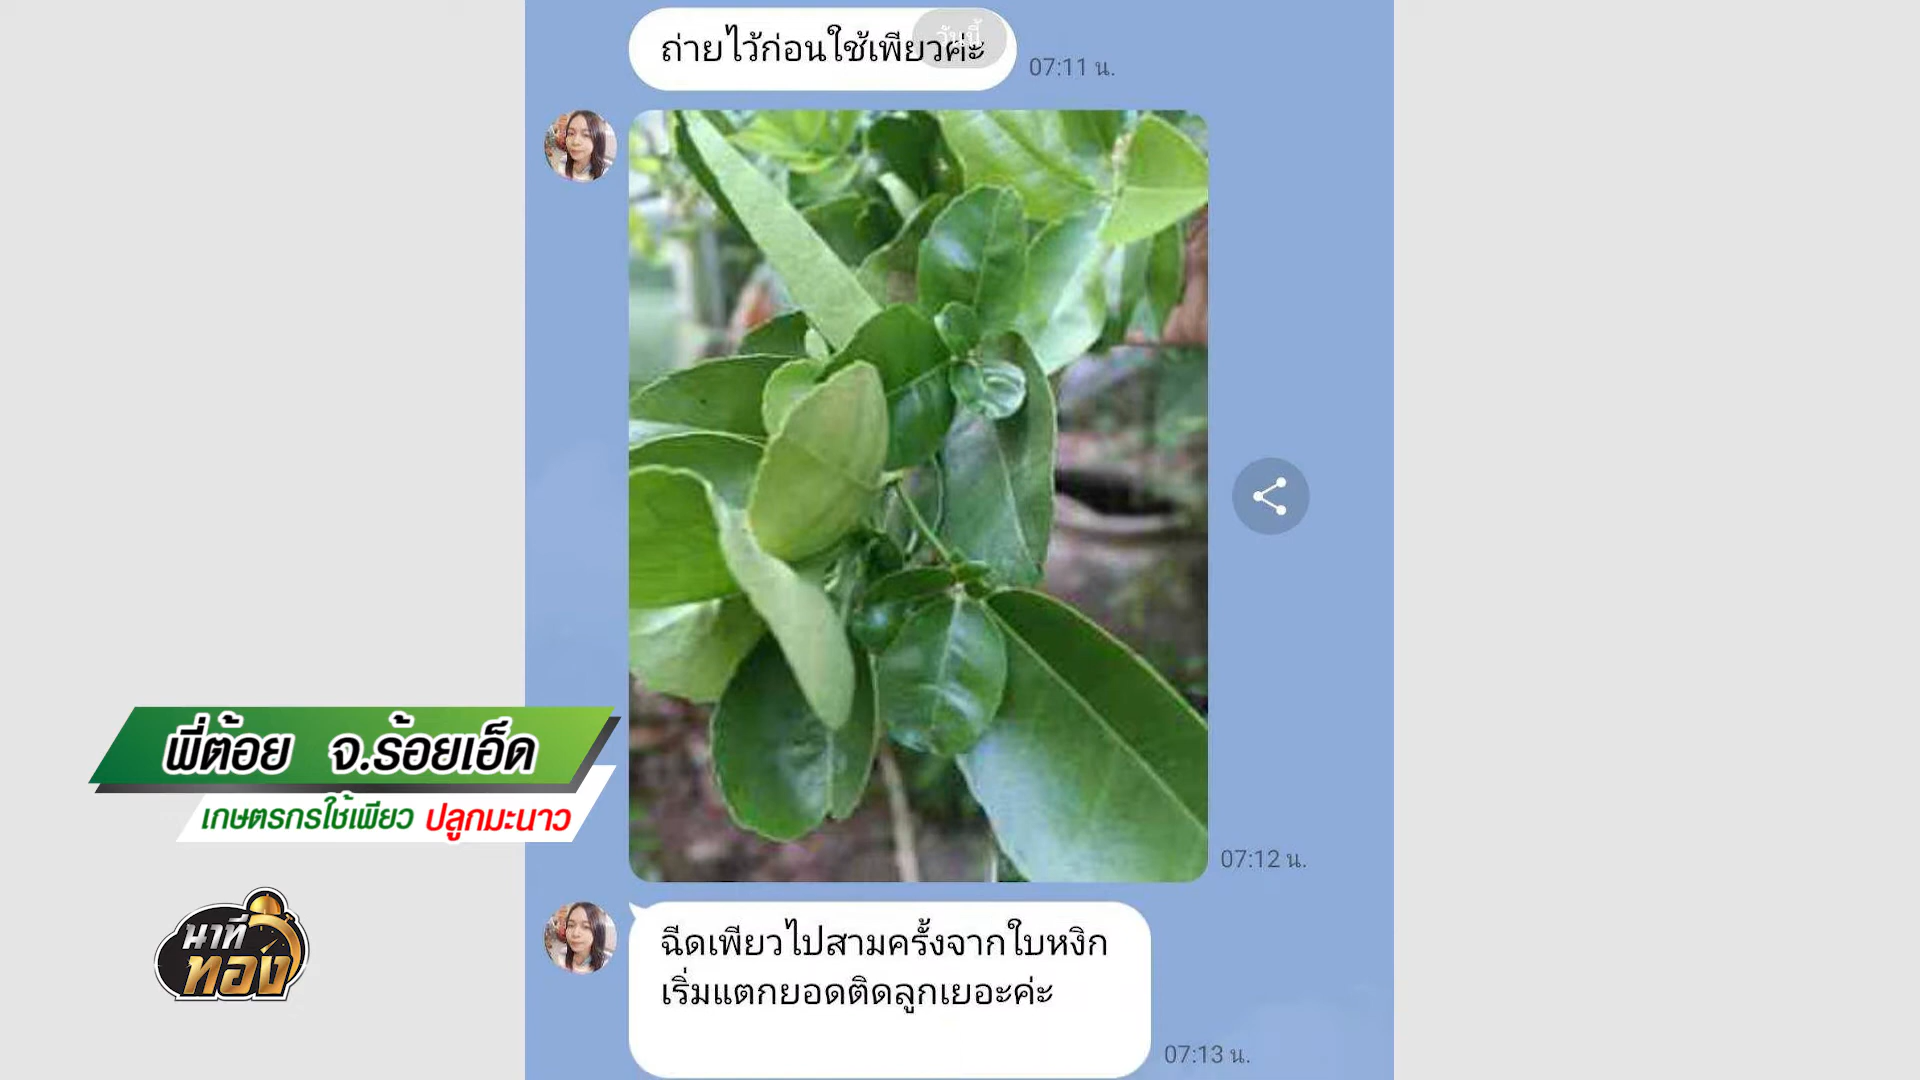 วันนี้
ถ่ายไว้ก่อนใช้เพียวค่ะ
07:11 น.
07:12 น.
พี่ต้อย จ.ร้อยเอ็ด
เกษตรกรใช้เพียว ปลูกมะนาว
นาที
ทอง
ฉีดเพียวไปสามครั้งจากใบหงิก
เริ่มแตกยอดติดลูกเยอะค่ะ
07:13 น.